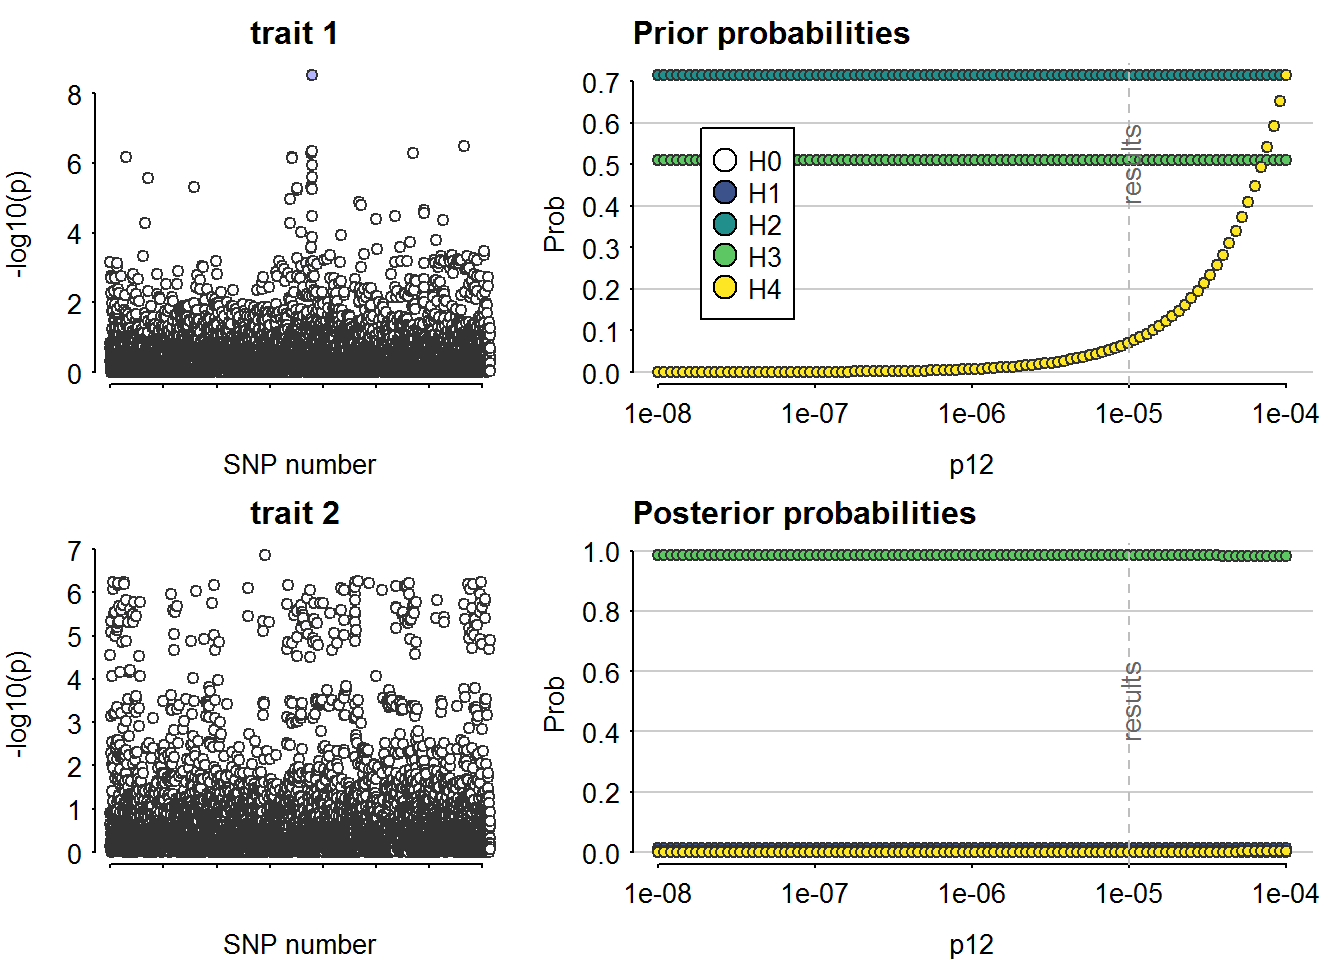 trait 1
-log10(p)
8
6
4
2
0
SNP number
Prior probabilities
Prob
0.7
0.6
0.5
0.4
0.3
0.2
0.1
0.0
H0
H1
H2
H3
H4
results
1e-08 1e-07 1e-06 1e-05 1e-04
p12
trait 2
-log10(p)
7
6
5
4
3
2
1
0
SNP number
Posterior probabilities
Prob
1.0
0.8
0.6
0.4
0.2
0.0
results
1e-08 1e-07 1e-06 1e-05 1e-04
p12